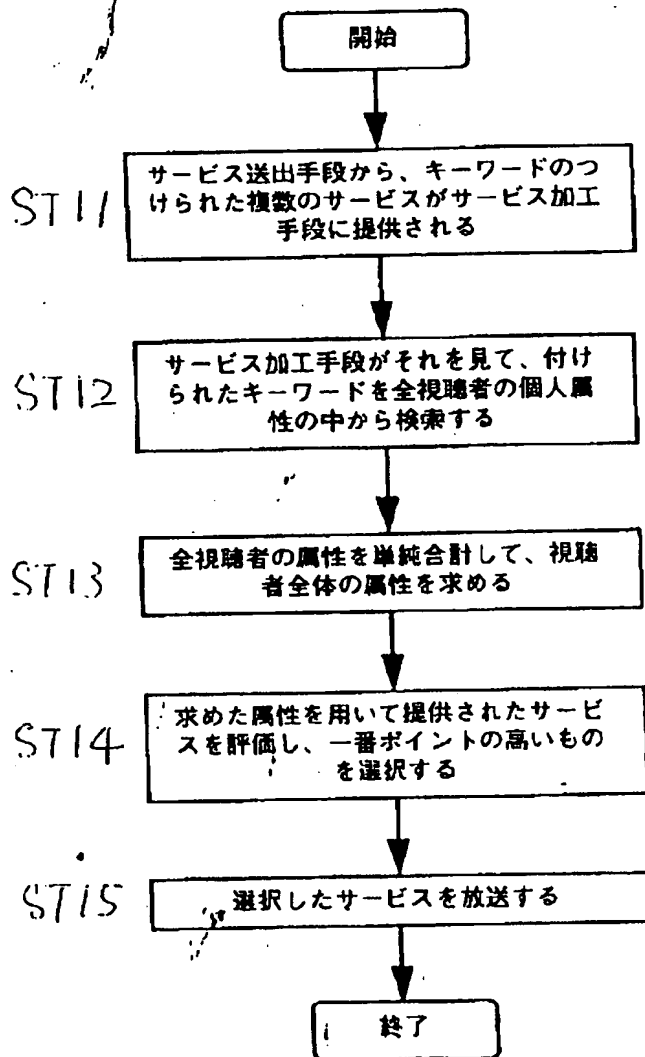 開始
ST11
サービス送出手段から、キーワードのつ
けられた複数のサービスがサービス加工
手段に提供される
ST12
サービス加工手段がそれを見て、付け
られたキーワードを全視聴者の個人属
性の中から検索する
ST13
全視聴者の属性を単純合計して、視聴
者全体の属性を求める
ST14
求めた属性を用いて提供されたサービ
スを評価し、一番ポイントの高いもの
を選択する
ST15
選択したサービスを放送する
終了